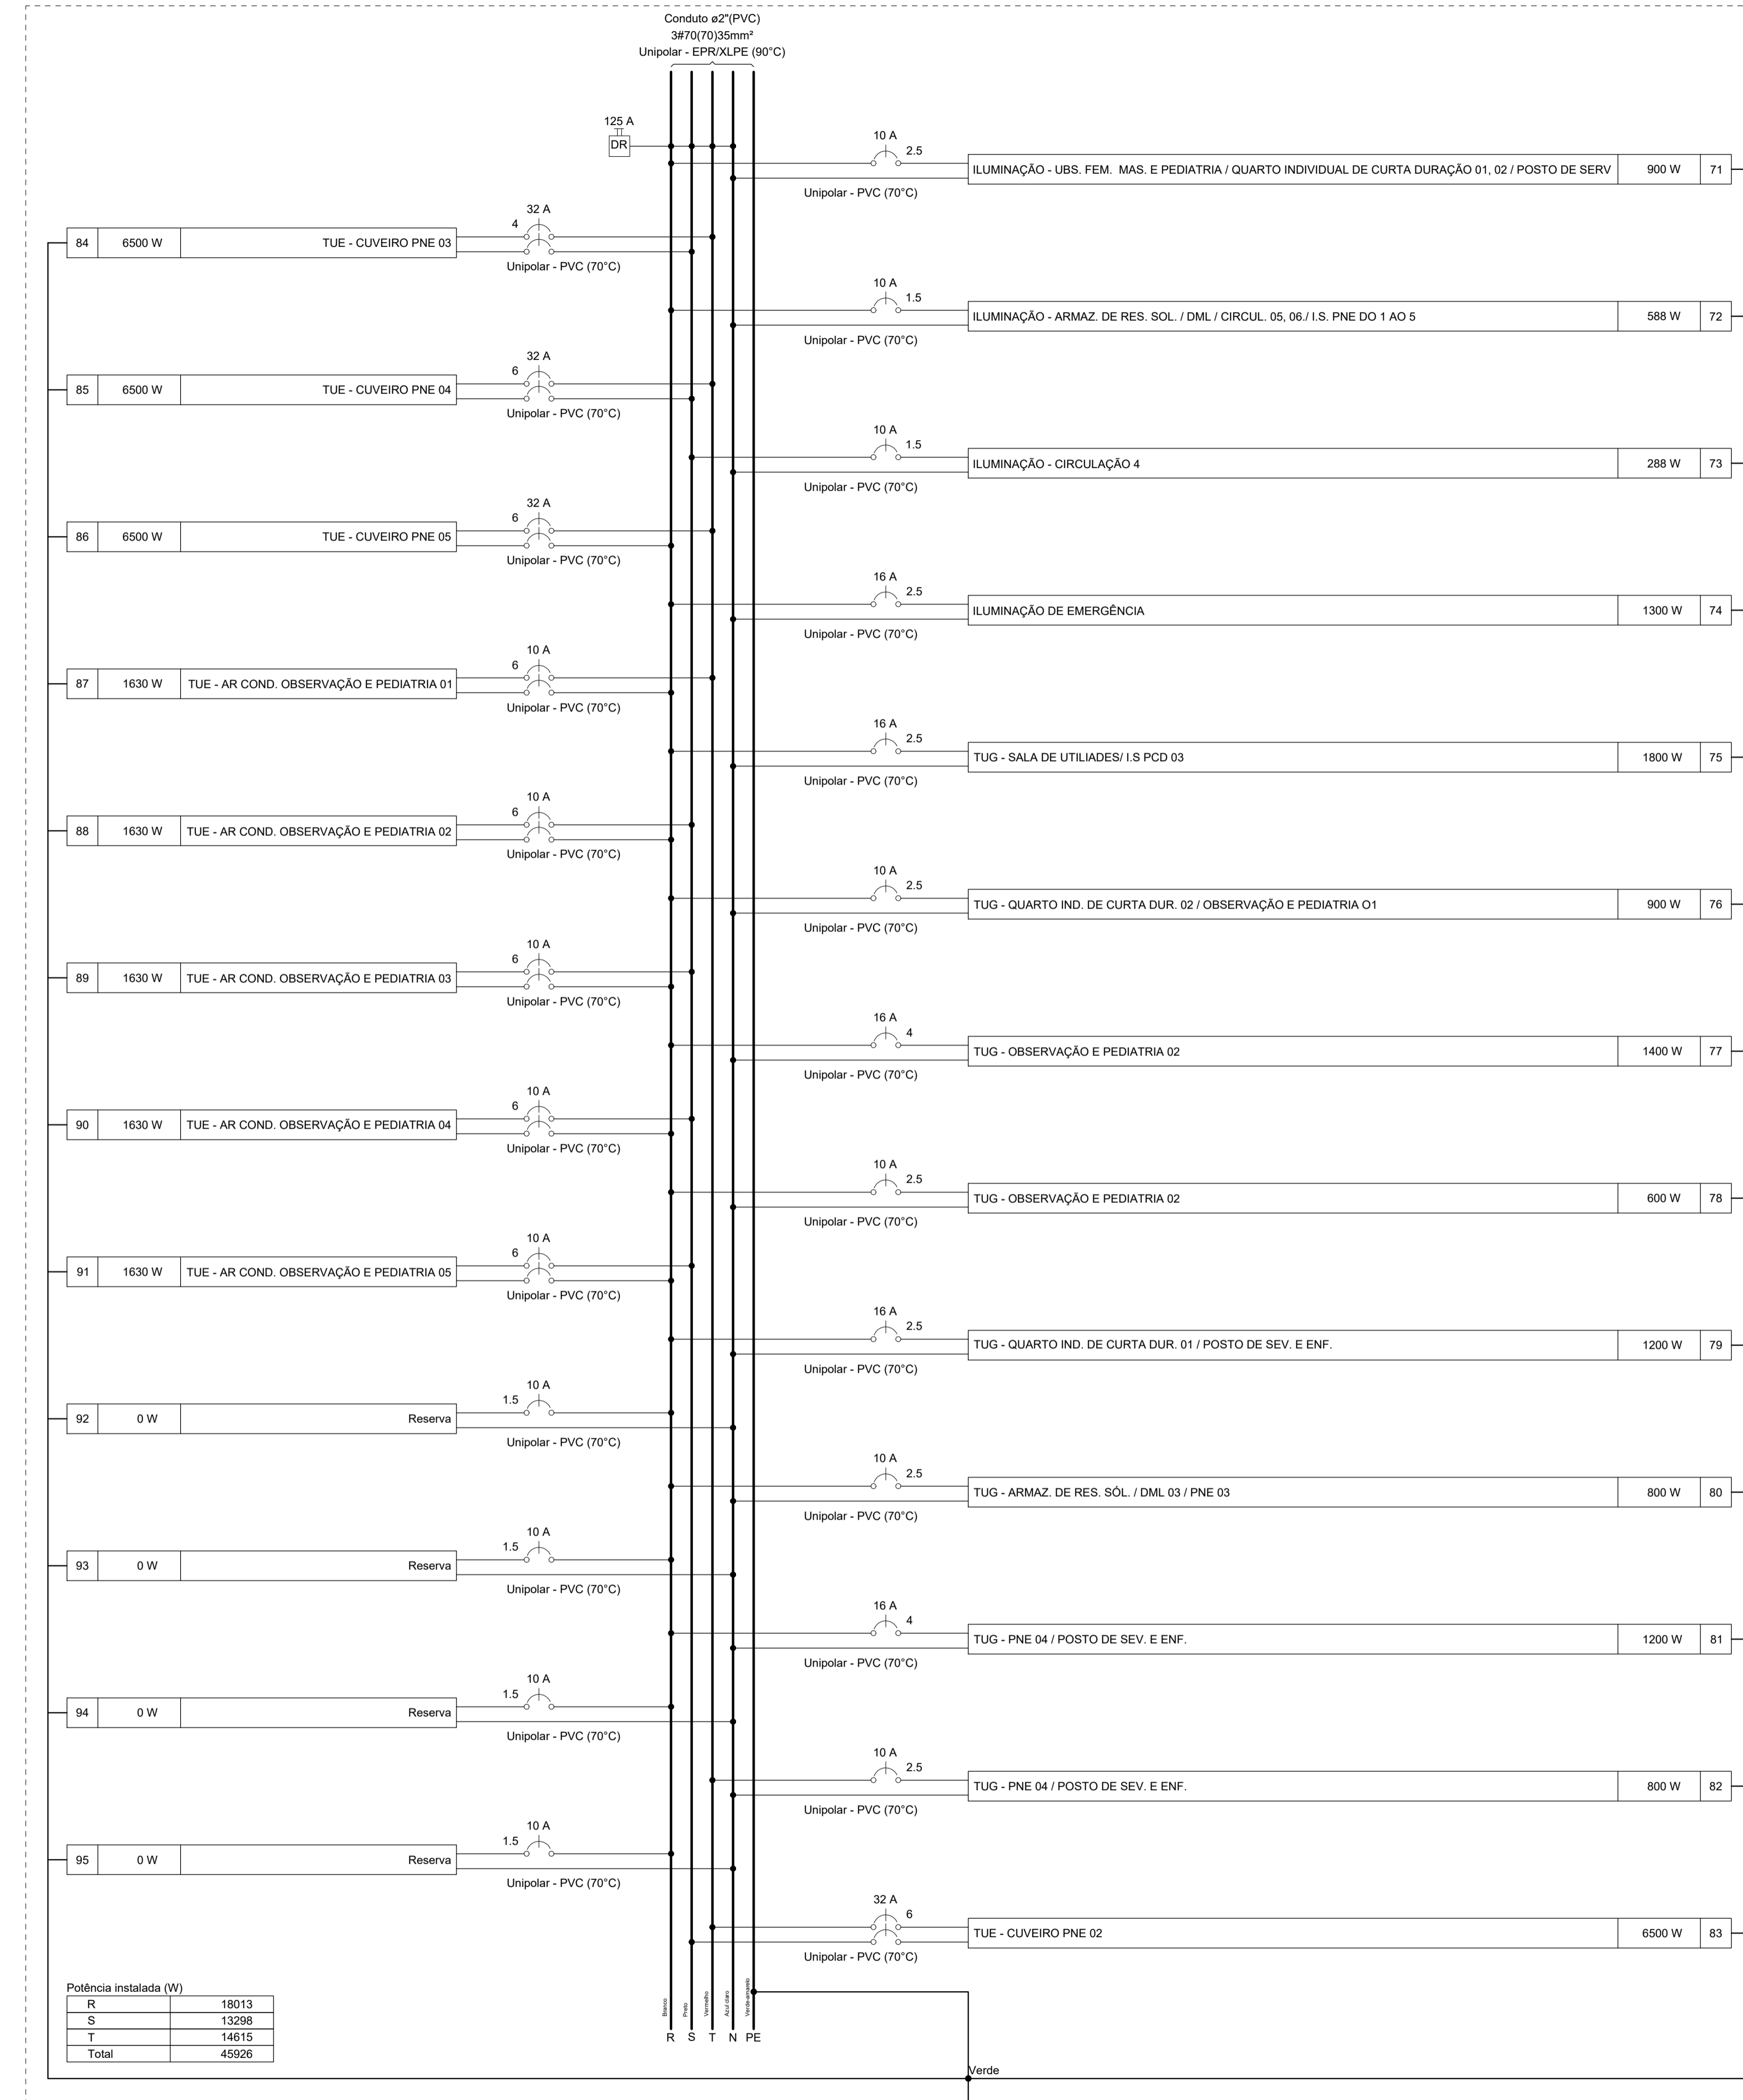 Conduto ø2"(PVC)
3#70(70)35mm²
Unipolar - EPR/XLPE (90°C)
125 A
DR
10 A
2.5
ILUMINAÇÃO - UBS. FEM. MAS. E PEDIATRIA / QUARTO INDIVIDUAL DE CURTA DURAÇÃO 01, 02 / POSTO DE SERV 900 W 71
Unipolar - PVC (70°C)
32 A
4
84 6500 W TUE - CUVEIRO PNE 03
Unipolar - PVC (70°C)
10 A
1.5
ILUMINAÇÃO - ARMAZ. DE RES. SOL. / DML / CIRCUL. 05, 06./ I.S. PNE DO 1 AO 5 588 W 72
Unipolar - PVC (70°C)
32 A
6
85 6500 W TUE - CUVEIRO PNE 04
Unipolar - PVC (70°C)
10 A
1.5
ILUMINAÇÃO - CIRCULAÇÃO 4 288 W 73
Unipolar - PVC (70°C)
32 A
6
86 6500 W TUE - CUVEIRO PNE 05
Unipolar - PVC (70°C)
16 A
2.5
ILUMINAÇÃO DE EMERGÊNCIA 1300 W 74
Unipolar - PVC (70°C)
10 A
6
87 1630 W TUE - AR COND. OBSERVAÇÃO E PEDIATRIA 01
Unipolar - PVC (70°C)
16 A
2.5
TUG - SALA DE UTILIADES/ I.S PCD 03 1800 W 75
Unipolar - PVC (70°C)
10 A
6
88 1630 W TUE - AR COND. OBSERVAÇÃO E PEDIATRIA 02
Unipolar - PVC (70°C)
10 A
2.5
TUG - QUARTO IND. DE CURTA DUR. 02 / OBSERVAÇÃO E PEDIATRIA O1 900 W 76
Unipolar - PVC (70°C)
10 A
6
89 1630 W TUE - AR COND. OBSERVAÇÃO E PEDIATRIA 03
Unipolar - PVC (70°C)
16 A
4
TUG - OBSERVAÇÃO E PEDIATRIA 02 1400 W 77
Unipolar - PVC (70°C)
10 A
6
90 1630 W TUE - AR COND. OBSERVAÇÃO E PEDIATRIA 04
Unipolar - PVC (70°C)
10 A
2.5
TUG - OBSERVAÇÃO E PEDIATRIA 02 600 W 78
Unipolar - PVC (70°C)
10 A
6
91 1630 W TUE - AR COND. OBSERVAÇÃO E PEDIATRIA 05
Unipolar - PVC (70°C)
16 A
2.5
TUG - QUARTO IND. DE CURTA DUR. 01 / POSTO DE SEV. E ENF. 1200 W 79
Unipolar - PVC (70°C)
10 A
1.5
92 0 W Reserva
Unipolar - PVC (70°C)
10 A
2.5
TUG - ARMAZ. DE RES. SÓL. / DML 03 / PNE 03 800 W 80
Unipolar - PVC (70°C)
10 A
1.5
93 0 W Reserva
Unipolar - PVC (70°C)
16 A
4
TUG - PNE 04 / POSTO DE SEV. E ENF. 1200 W 81
Unipolar - PVC (70°C)
10 A
1.5
94 0 W Reserva
Unipolar - PVC (70°C)
10 A
2.5
TUG - PNE 04 / POSTO DE SEV. E ENF. 800 W 82
Unipolar - PVC (70°C)
10 A
1.5
95 0 W Reserva
Unipolar - PVC (70°C)
32 A
6
TUE - CUVEIRO PNE 02 6500 W 83
Unipolar - PVC (70°C)
Potência instalada (W)
R 18013
S 13298
T 14615
Total 45926
Branco
Preto
Vermelho
Azul claro
Verde-amarelo
R S T N PE
Verde